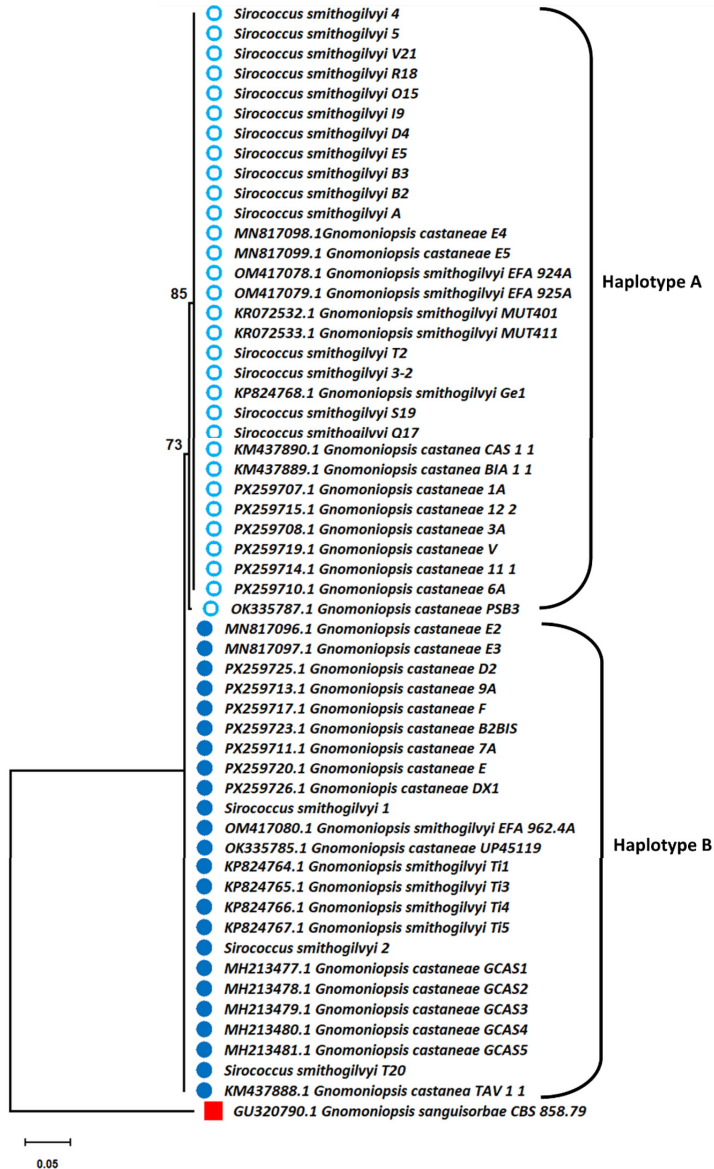 Sirococcus smithogilvyi 4
Sirococcus smithogilvyi 5
Sirococcus smithogilvyi V21
Sirococcus smithogilvyi R18
Sirococcus smithogilvyi O15
Sirococcus smithogilvyi I9
Sirococcus smithogilvyi D4
Sirococcus smithogilvyi E5
Sirococcus smithogilvyi B3
Sirococcus smithogilvyi B2
Sirococcus smithogilvyi A
MN817098.1Gnomoniopsis castaneae E4
MN817099.1 Gnomoniopsis castaneae E5
OM417078.1 Gnomoniopsis smithogilvyi EFA 924A
Haplotype A
85
OM417079.1 Gnomoniopsis smithogilvyi EFA 925A
KR072532.1 Gnomoniopsis smithogilvyi MUT401
KR072533.1 Gnomoniopsis smithogilvyi MUT411
Sirococcus smithogilvyi T2
Sirococcus smithogilvyi 3-2
KP824768.1 Gnomoniopsis smithogilvyi Ge1
Sirococcus smithogilvyi S19
Sirococcus smithogilvyi Q17
73
KM437890.1 Gnomoniopsis castanea CAS 1 1
KM437889.1 Gnomoniopsis castanea BIA 1 1
PX259707.1 Gnomoniopsis castaneae 1A
PX259715.1 Gnomoniopsis castaneae 12 2
PX259708.1 Gnomoniopsis castaneae 3A
PX259719.1 Gnomoniopsis castaneae V
PX259714.1 Gnomoniopsis castaneae 11 1
PX259710.1 Gnomoniopsis castaneae 6A
OK335787.1 Gnomoniopsis castaneae PSB3
MN817096.1 Gnomoniopsis castaneae E2
MN817097.1 Gnomoniopsis castaneae E3
PX259725.1 Gnomoniopsis castaneae D2
PX259713.1 Gnomoniopsis castaneae 9A
PX259717.1 Gnomoniopsis castaneae F
PX259723.1 Gnomoniopsis castaneae B2BIS
PX259711.1 Gnomoniopsis castaneae 7A
PX259720.1 Gnomoniopsis castaneae E
PX259726.1 Gnomoniopis castaneae DX1
Sirococcus smithogilvyi 1
OM417080.1 Gnomoniopsis smithogilvyi EFA 962.4A
OK335785.1 Gnomoniopsis castaneae UP45119
Haplotype B
KP824764.1 Gnomoniopsis smithogilvyi Ti1
KP824765.1 Gnomoniopsis smithogilvyi Ti3
KP824766.1 Gnomoniopsis smithogilvyi Ti4
KP824767.1 Gnomoniopsis smithogilvyi Ti5
Sirococcus smithogilvyi 2
MH213477.1 Gnomoniopsis castaneae GCAS1
MH213478.1 Gnomoniopsis castaneae GCAS2
MH213479.1 Gnomoniopsis castaneae GCAS3
MH213480.1 Gnomoniopsis castaneae GCAS4
MH213481.1 Gnomoniopsis castaneae GCAS5
Sirococcus smithogilvyi T20
KM437888.1 Gnomoniopsis castanea TAV 1 1
GU320790.1 Gnomoniopsis sanguisorbae CBS 858.79
0.05